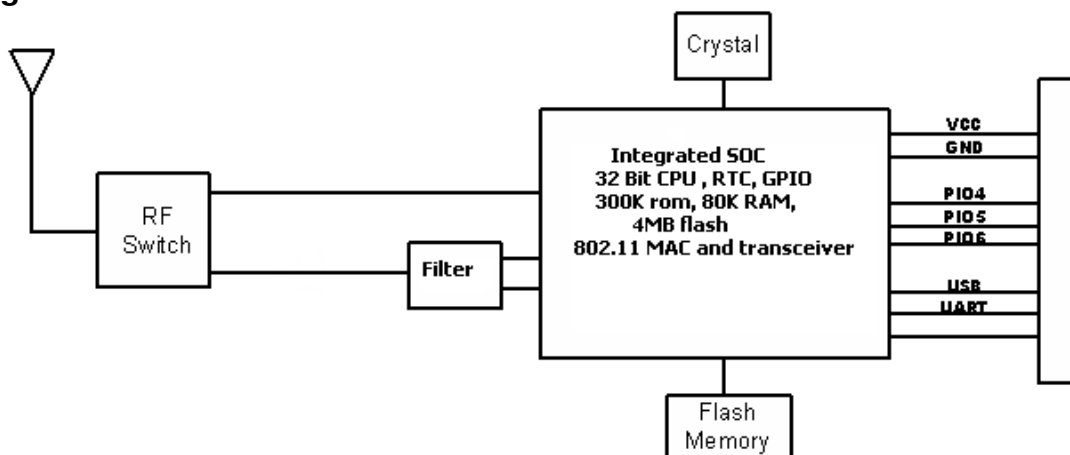 g
Crystal
VCC
GND
Integrated SOC
32 Bit CPU , RTC, GPIO
300K rom, 80K RAM,
4MB flash
802.11 MAC and transceiver
PIO4
PIO5
PIO6
RF
Switch
Filter
USB
UART
Flash
Memory